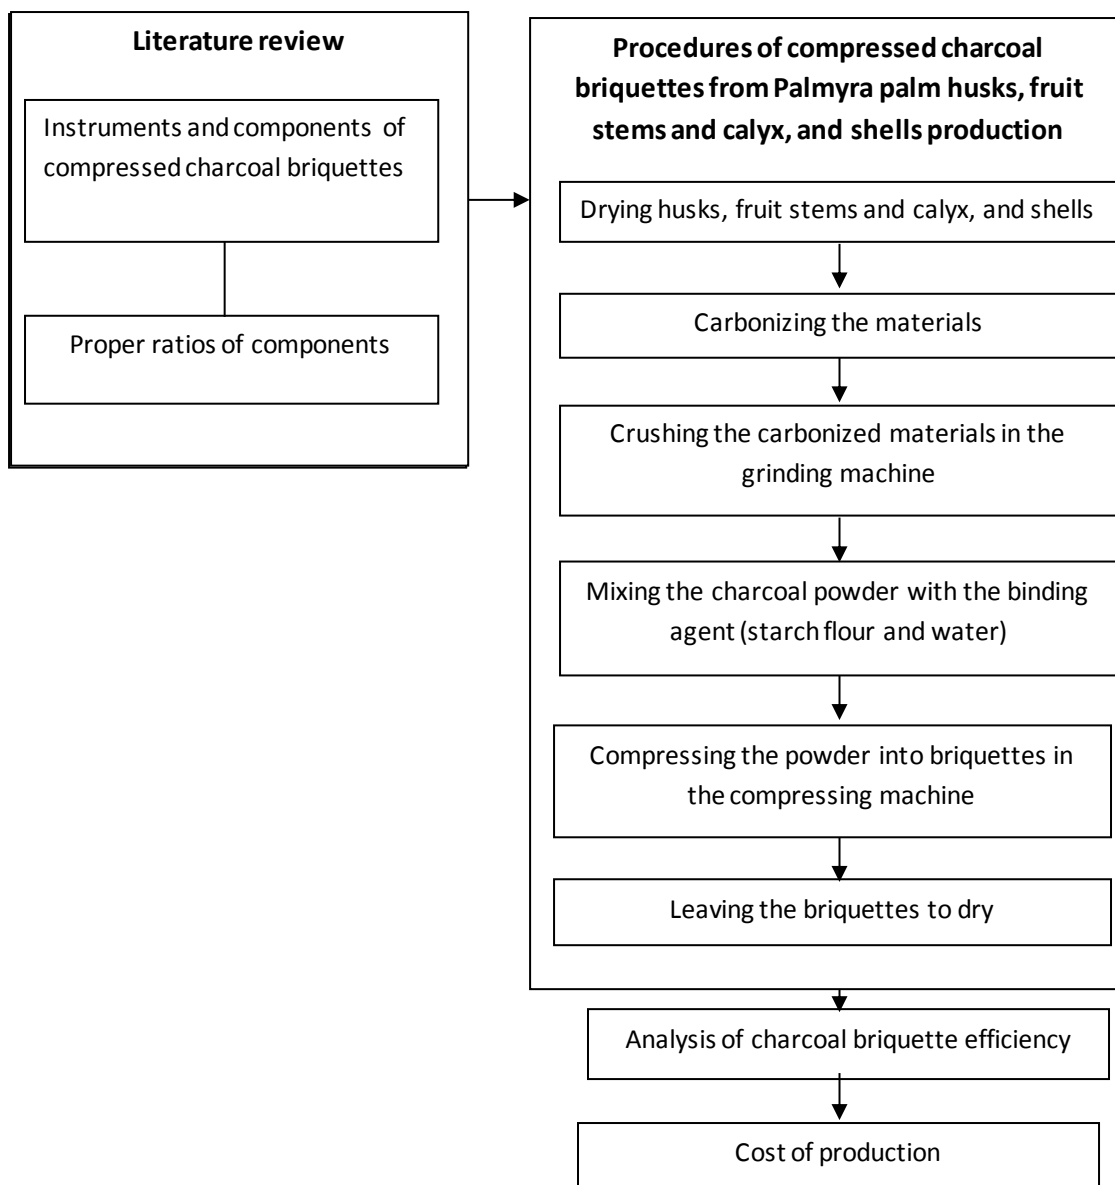 Literature review
Instruments and components of
compressed charcoal briquettes
Proper ratios of components
Procedures of compressed charcoal
briquettes from Palmyra palm husks, fruit
stems and calyx, and shells production
Drying husks, fruit stems and calyx, and shells
Carbonizing the materials
Crushing the carbonized materials in the
grinding machine
Mixing the charcoal powder with the binding
agent (starch flour and water)
Compressing the powder into briquettes in
the compressing machine
Leaving the briquettes to dry
Analysis of charcoal briquette efficiency
Cost of production